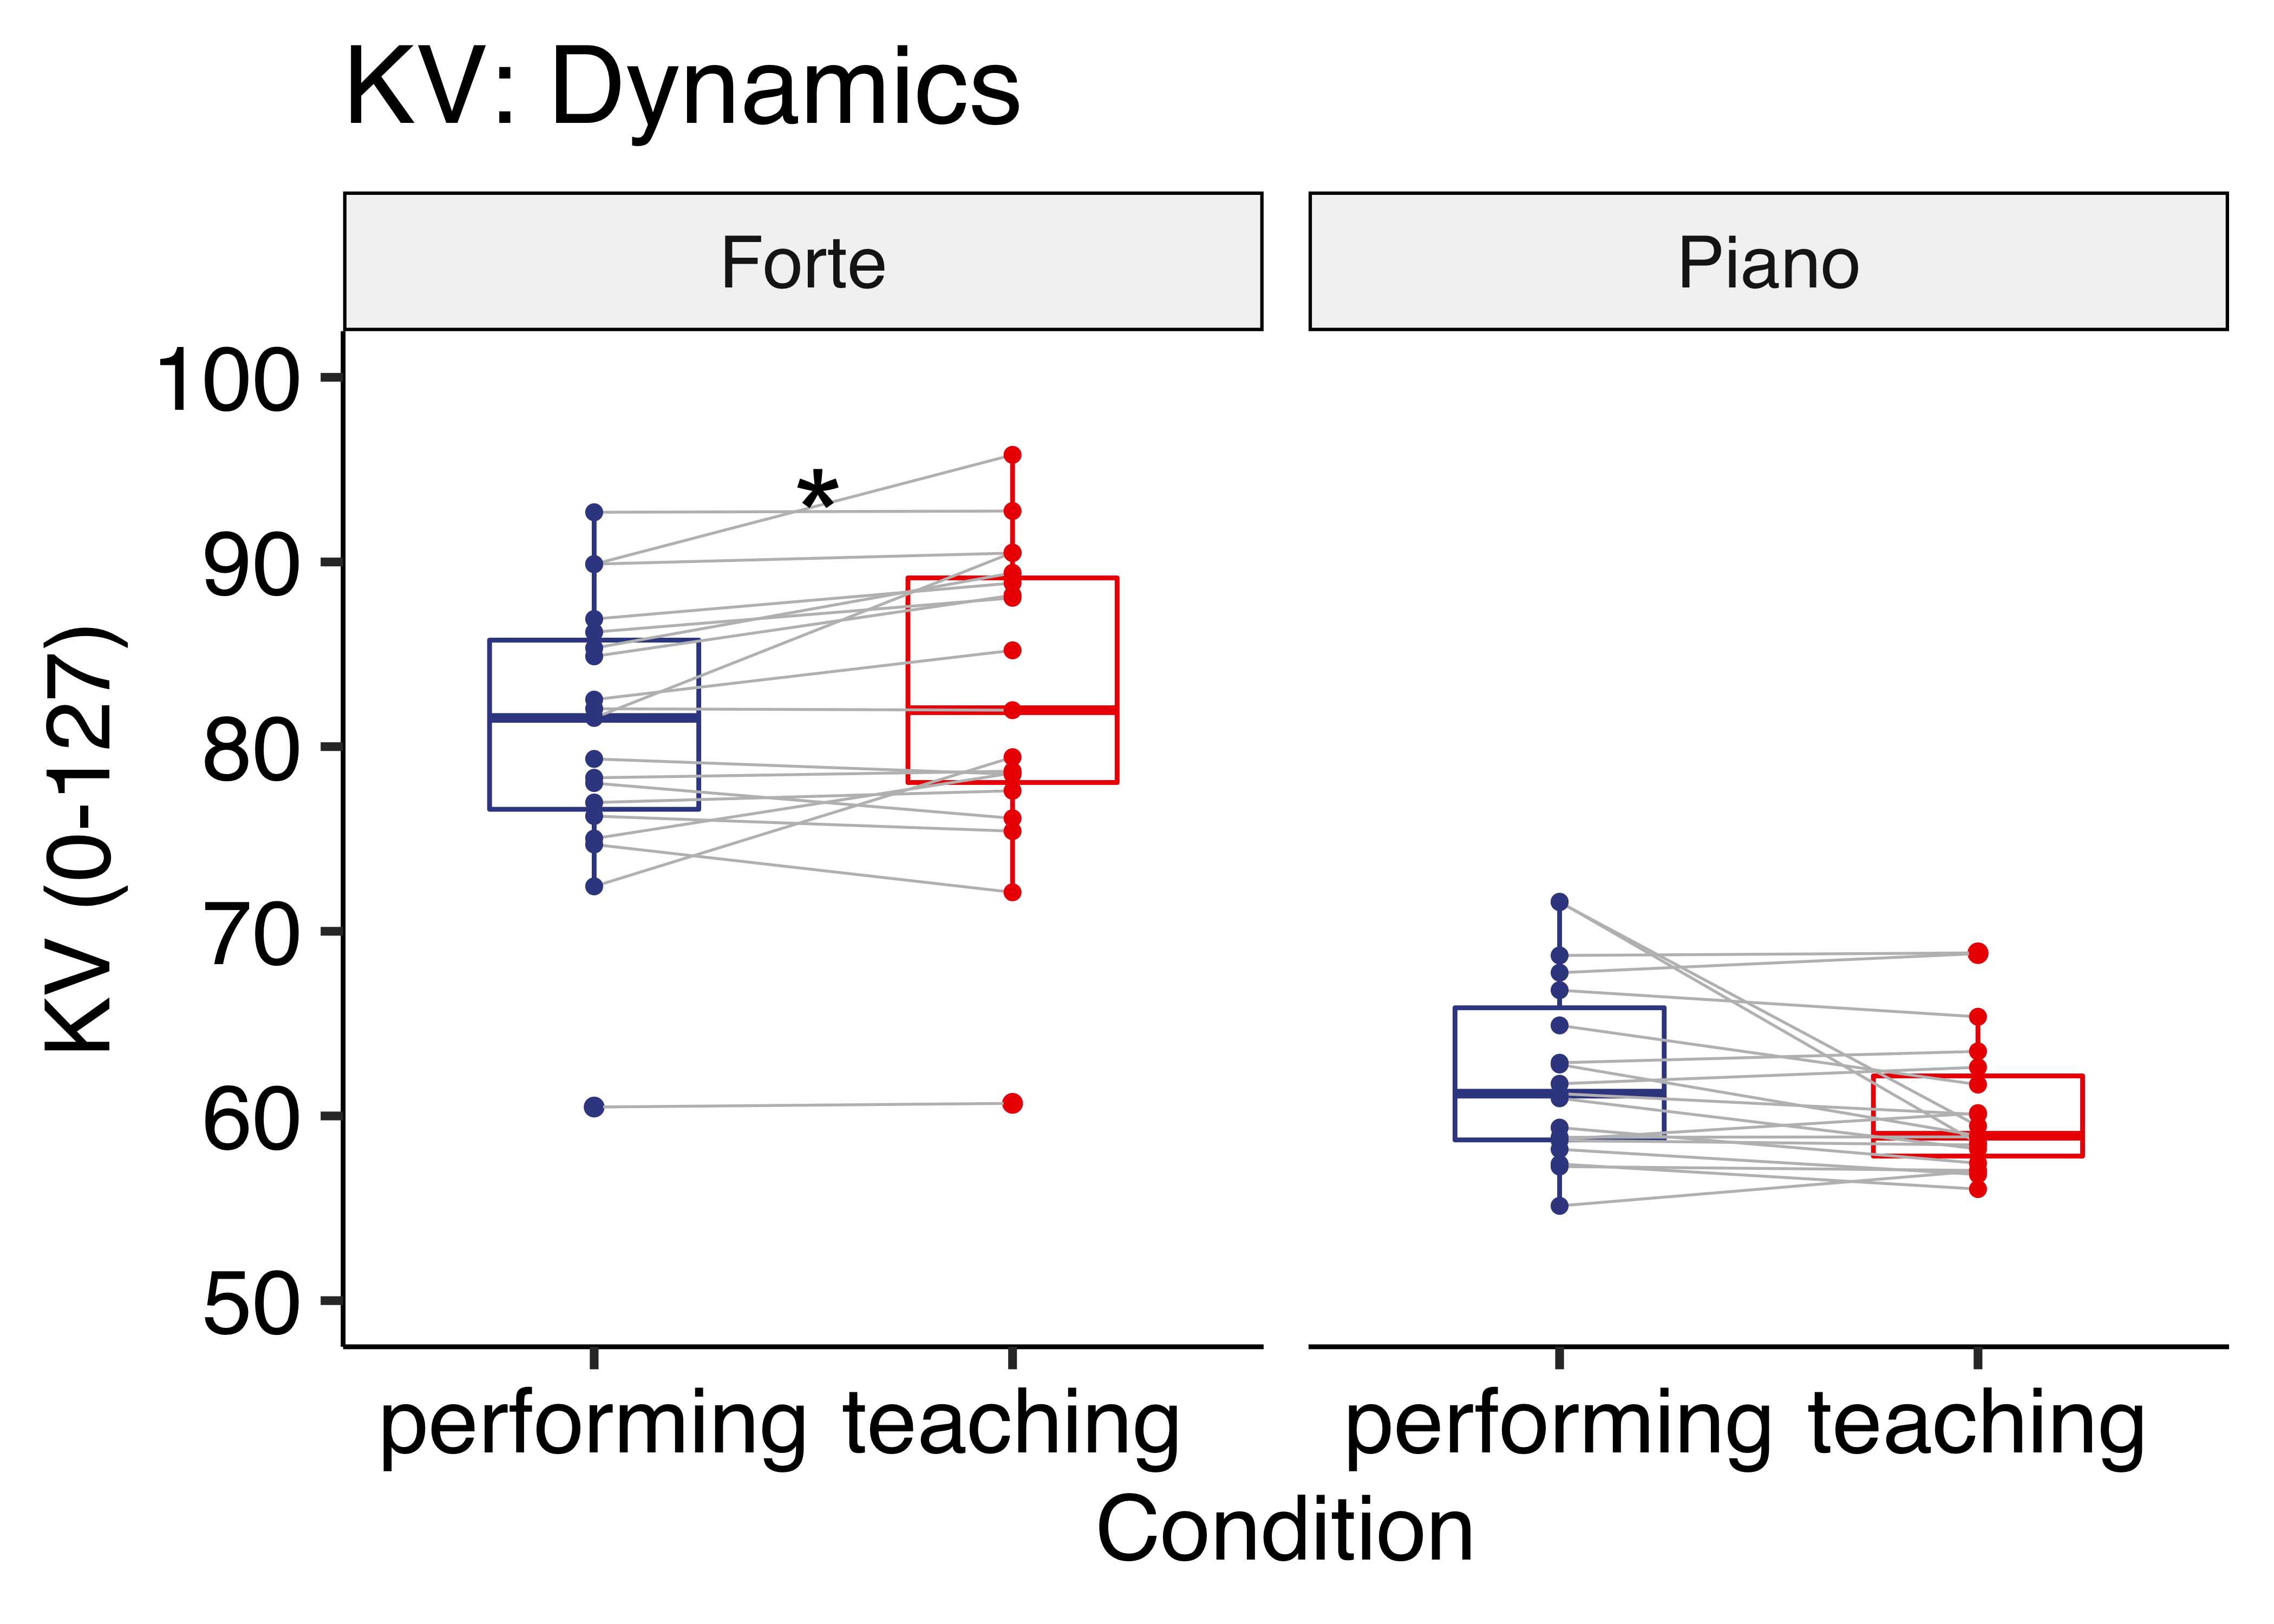 KV: Dynamics
Forte Piano
KV (0-127)
100
90
80
70
60
50
*
performing teaching performing teaching
Condition